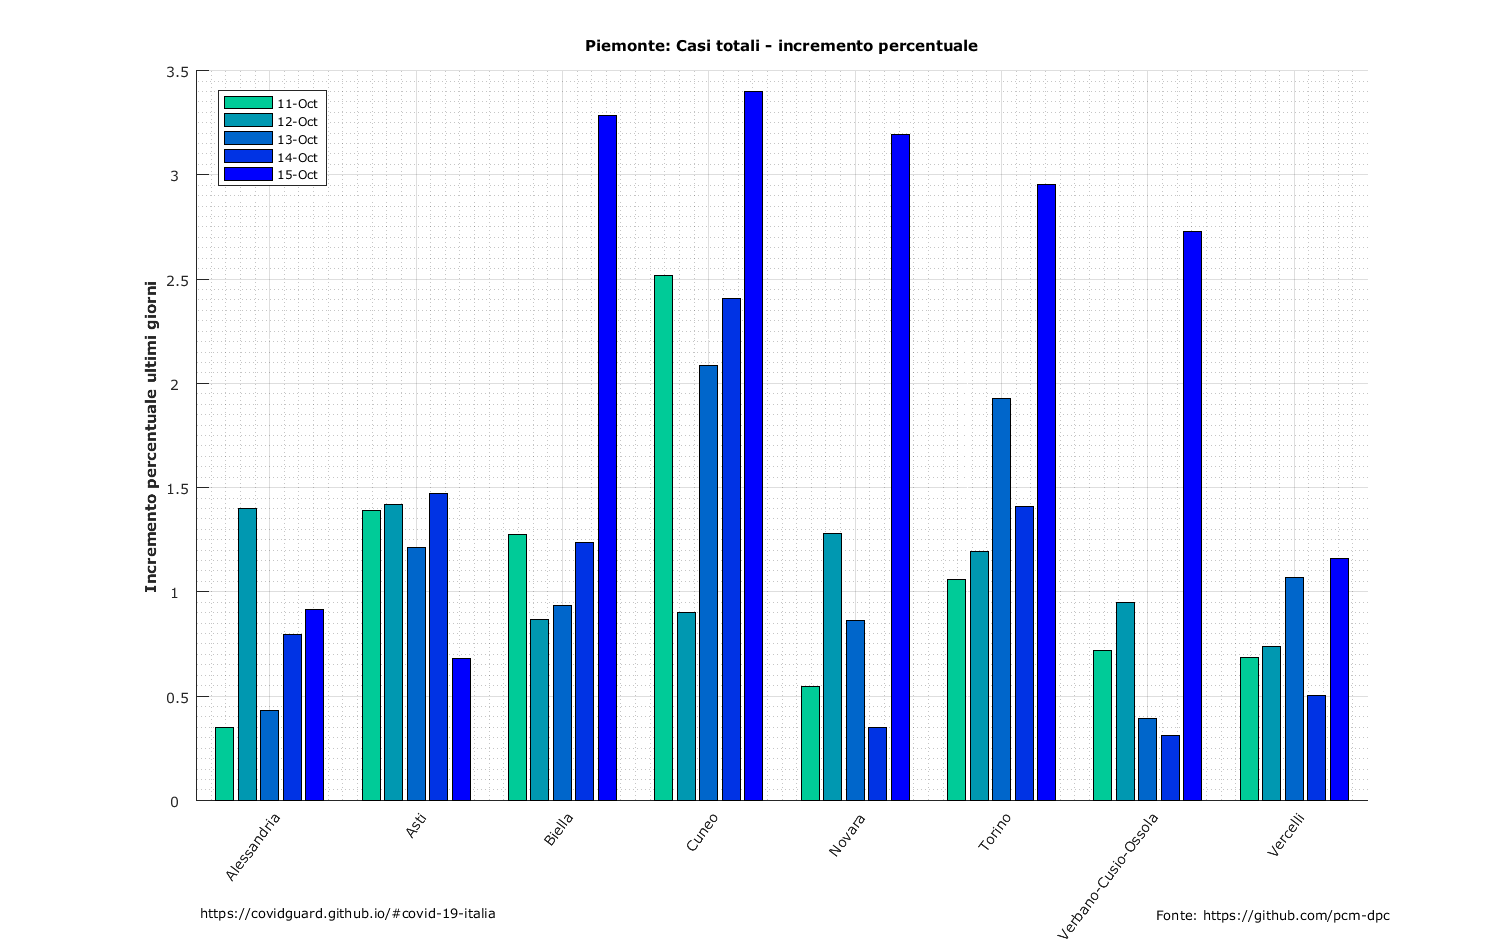 Piemonte: Casi totali - incremento percentuale
3.5
3
2.5
2
1.5
1
0.5
0
Incremento percentuale ultimi giorni
11-Oct
12-Oct
13-Oct
14-Oct
15-Oct
Alessandria
Asti
Biella
Cuneo
Novara
Torino
Verbano-Cusio-Ossola
Vercelli
https://covidguard.github.io/#covid-19-italia
Fonte: https://github.com/pcm-dpc